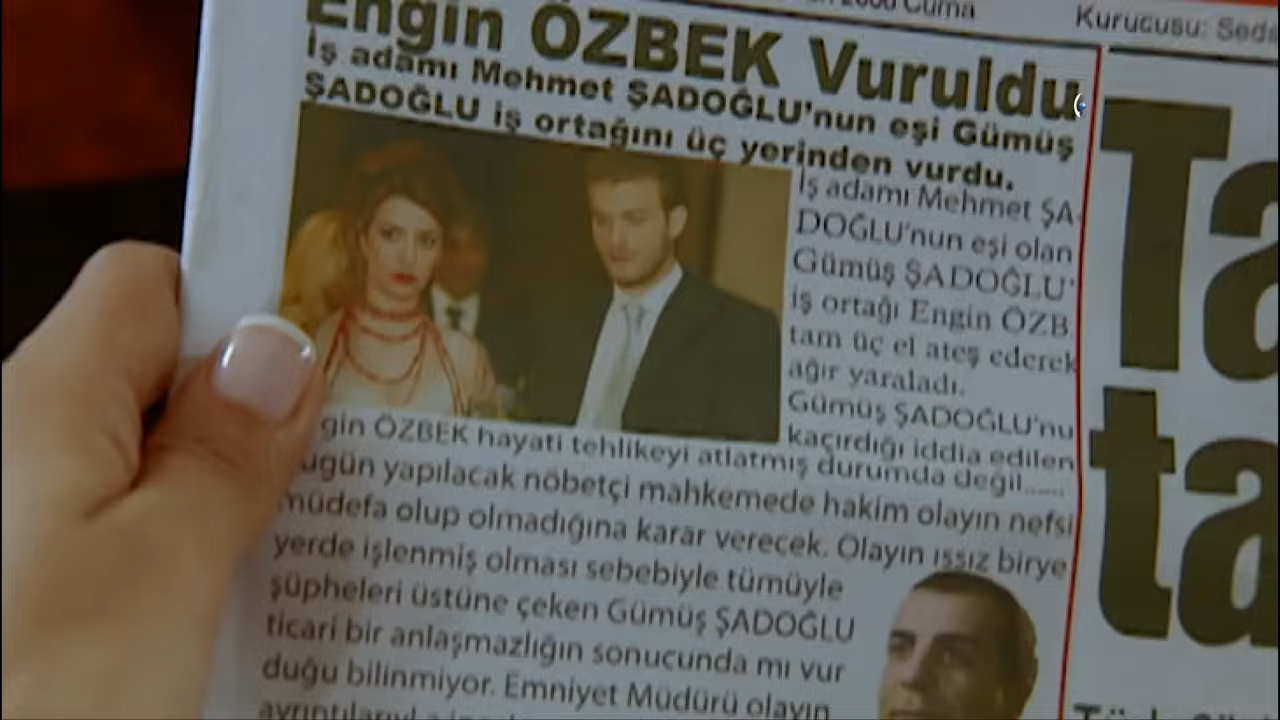 Cuma
Kurucusu:
Engin ÖZBEK Vuruldu
İş adamı Mehmet ŞADOĞLU'nun eşi Gümüş
ŞADOĞLU iş ortağını üç yerinden vurdu.
İş adamı Mehmet ŞA-
DOĞLU'nun eşi olan
Gümüş ŞADOĞLU'
iş ortağı Engin ÖZB
tam üç el ateş ederek
ağır yaraladı.
Gümüş ŞADOĞLU'nu
kaçırdığı iddia edilen
gin ÖZBEK hayati tehlikeyi atlatmış durumda değil......
ugün yapılacak nöbetçi mahkemede hakim olayın nefsi
müdefa olup olmadığına karar verecek. Olayın ıssız birye
yerde işlenmiş olması sebebiyle tümüyle
şüpheleri üstüne çeken Gümüş ŞADOĞLU
ticari bir anlaşmazlığın sonucunda mı vur
duğu bilinmiyor. Emniyet Müdürü olayın
Ta
ta